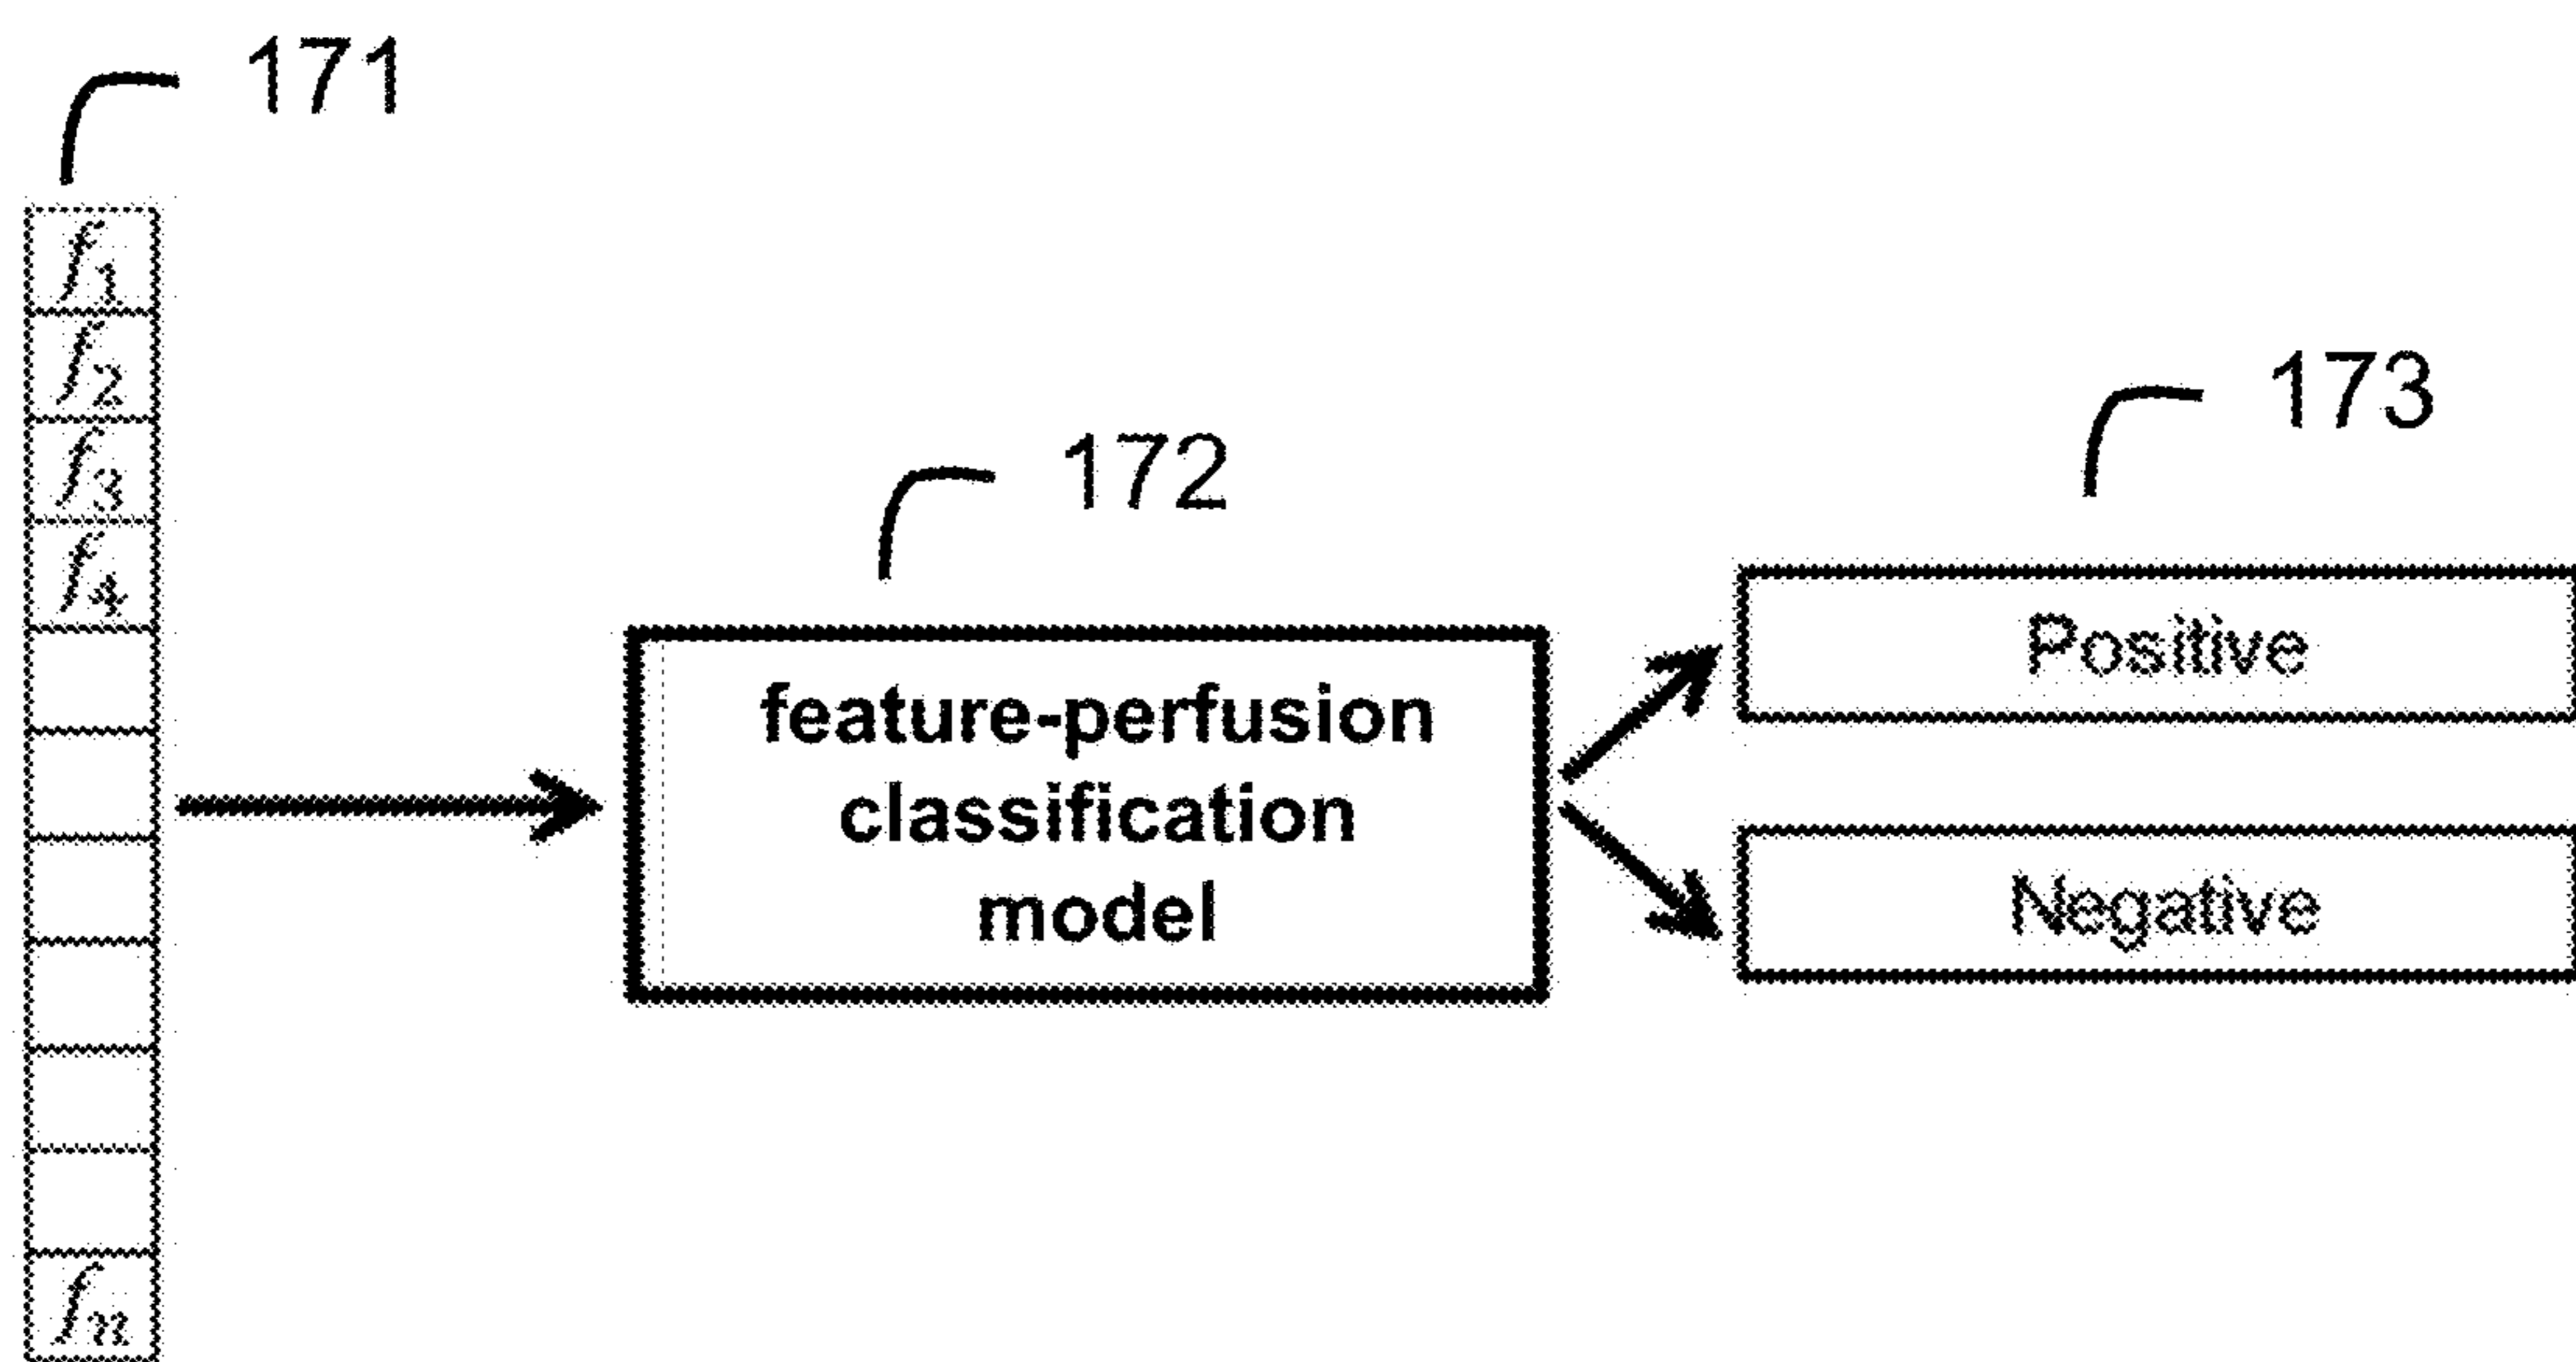 171
f1
f2
f3
f4
fn
172
feature-perfusion
classification
model
173
Positive
Negative